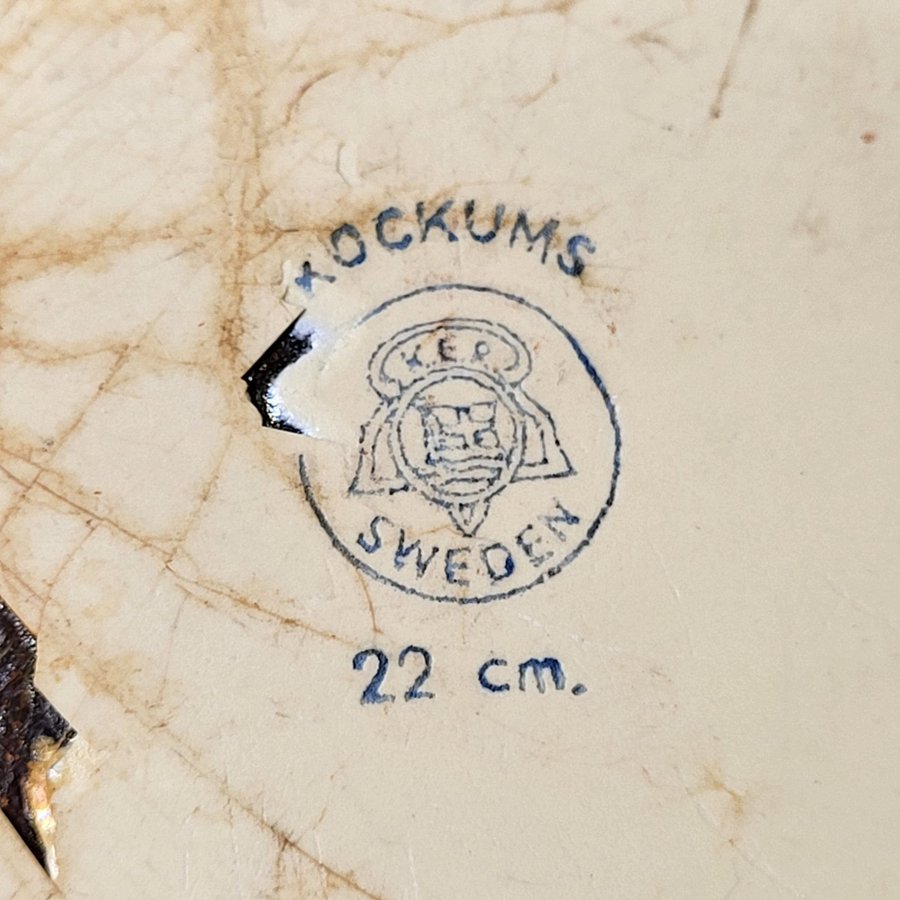 KOCKUMS
K.E.R.
SWEDEN
22 cm.